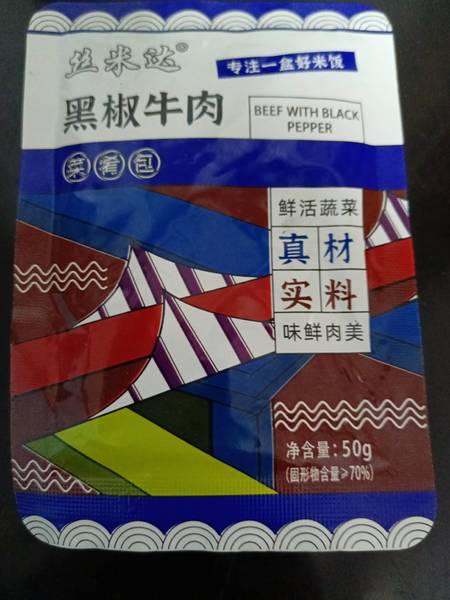 丝米达®
专注一盒好米饭
黑椒牛肉
BEEF WITH BLACK
PEPPER
菜肴包
鲜活蔬菜
真材
实料
味鲜肉美
净含量:50g
(固形物含量≥70%)